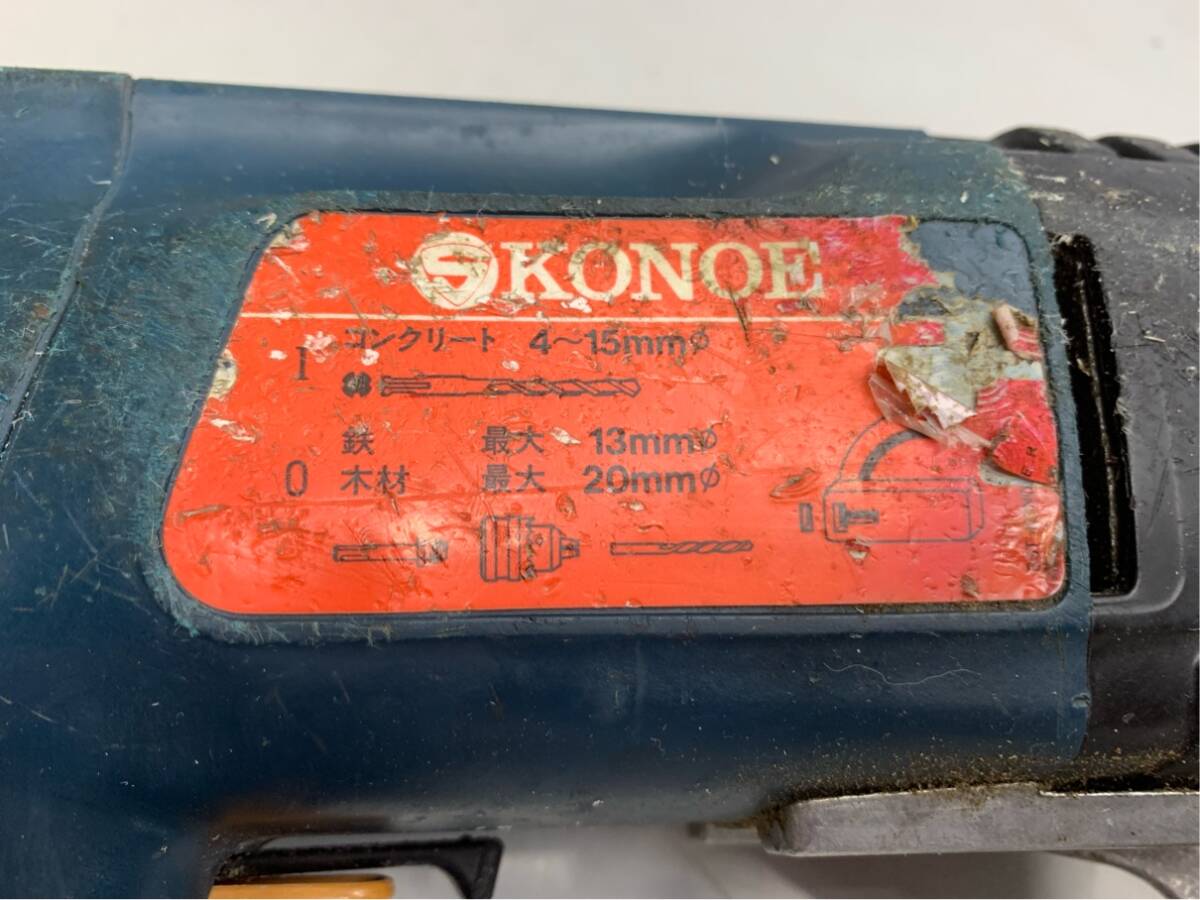 KONOE
I コンクリート 4~15mmφ
鉄 最大 13mmφ
0 木材 最大 20mmφ